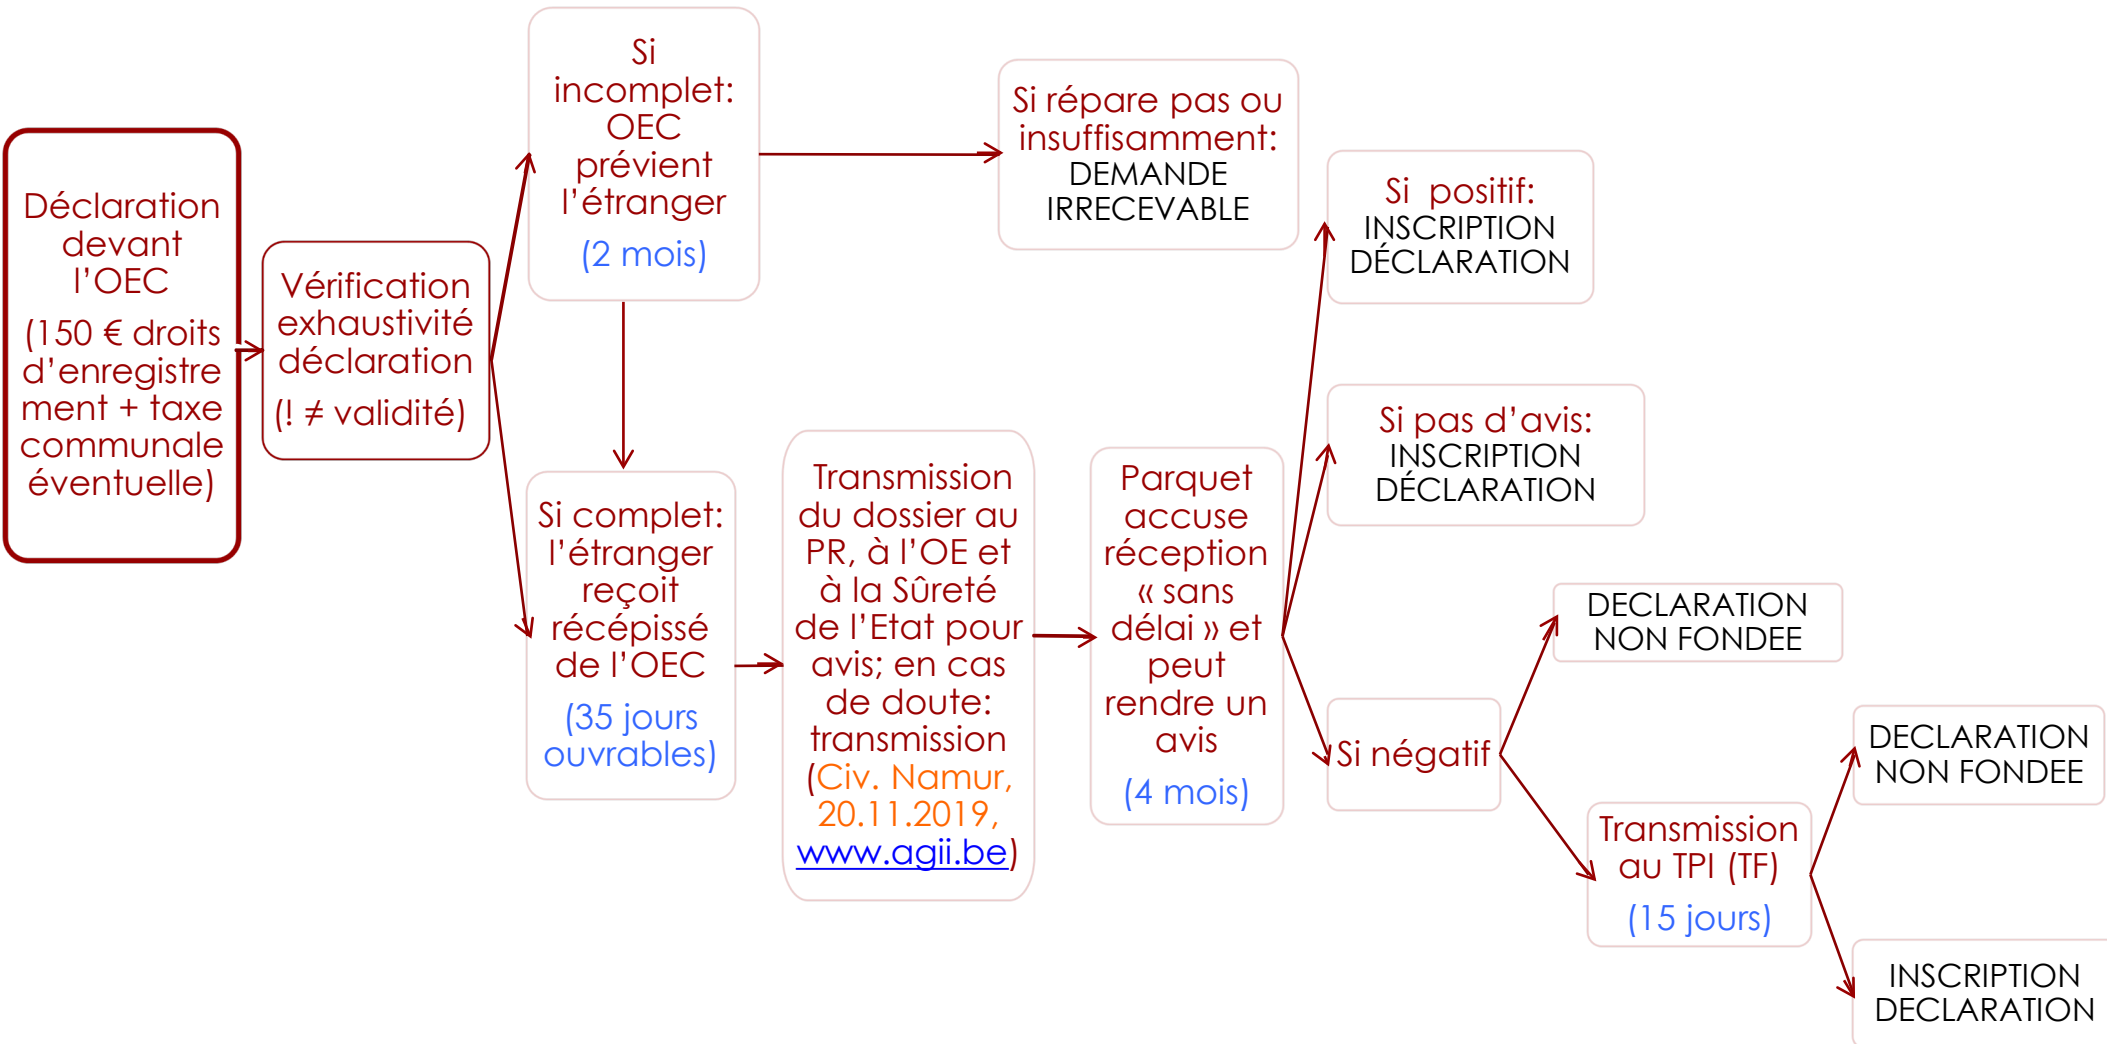 Déclaration
devant
l’OEC
(150 € droits
d’enregistre
ment + taxe
communale
éventuelle)
Vérification
exhaustivité
déclaration
(! ≠ validité)
Si
incomplet:
OEC
prévient
l’étranger
(2 mois)
Si répare pas ou
insuffisamment:
DEMANDE
IRRECEVABLE
Si complet:
l’étranger
reçoit
récépissé
de l’OEC
(35 jours
ouvrables)
Transmission
du dossier au
PR, à l’OE et
à la Sûreté
de l’Etat pour
avis; en cas
de doute:
transmission
(Civ. Namur,
20.11.2019,
www.agii.be)
Parquet
accuse
réception
« sans
délai » et
peut
rendre un
avis
(4 mois)
Si positif:
INSCRIPTION
DÉCLARATION
Si pas d’avis:
INSCRIPTION
DÉCLARATION
Si négatif
DECLARATION
NON FONDEE
Transmission
au TPI (TF)
(15 jours)
DECLARATION
NON FONDEE
INSCRIPTION
DECLARATION